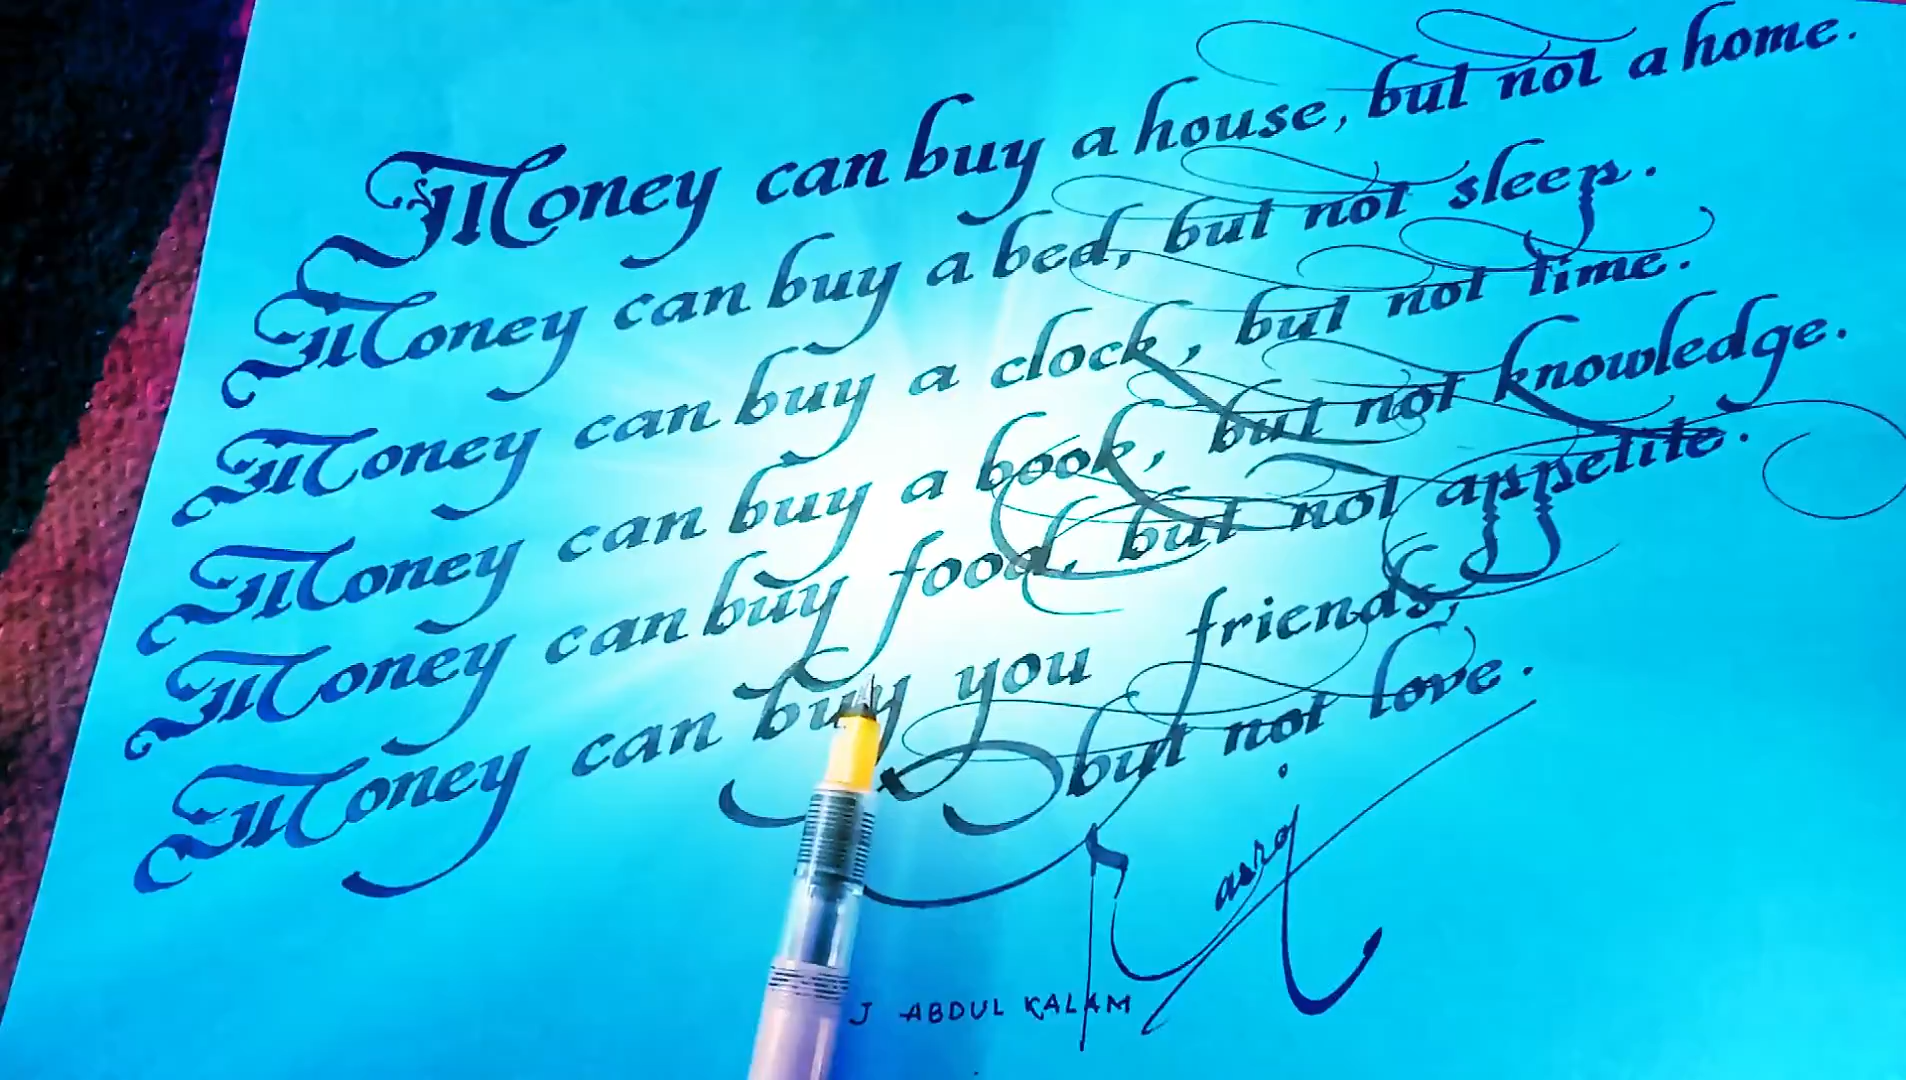 Money can buy a house, but not a home.
Money can buy a bed, but not sleep.
Money can buy a clock, but not time.
Money can buy a book, but not knowledge.
Money can buy food, but not appetite.
Money can buy you friends,
but not love.
J ABDUL KALAM